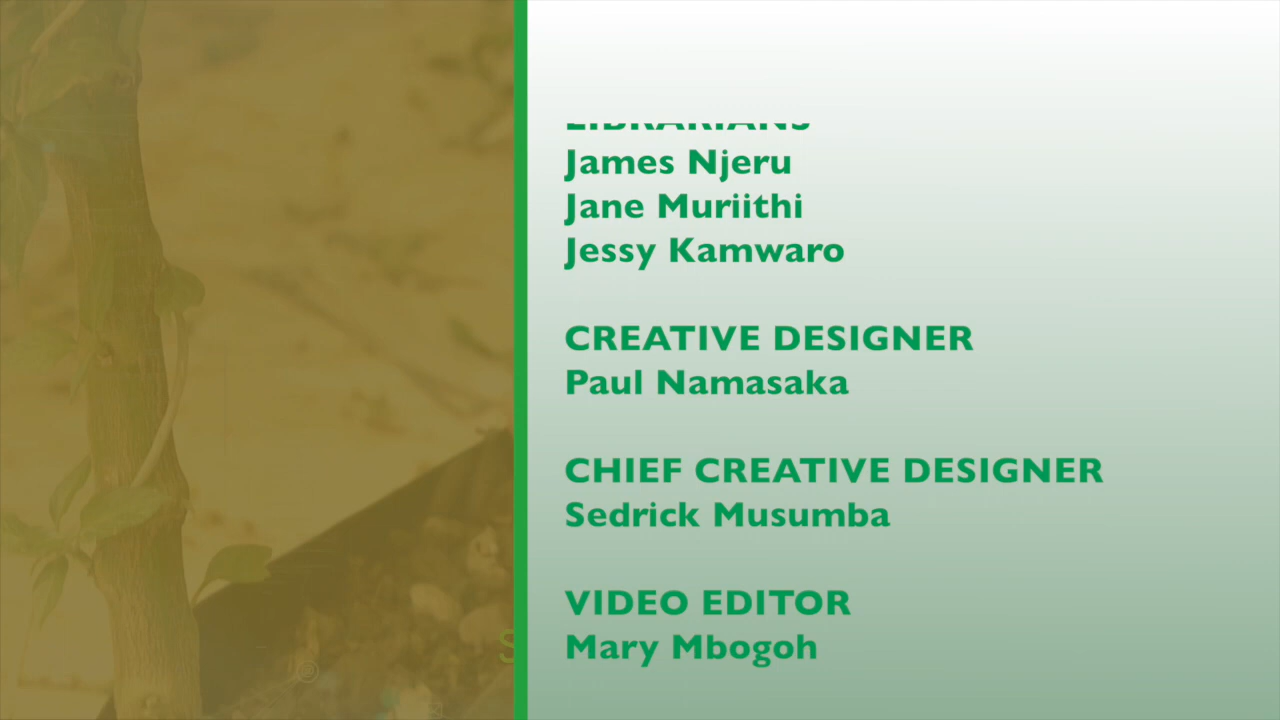 LIBRARIANS
James Njeru
Jane Muriithi
Jessy Kamwaro
CREATIVE DESIGNER
Paul Namasaka
CHIEF CREATIVE DESIGNER
Sedrick Musumba
VIDEO EDITOR
Mary Mbogoh